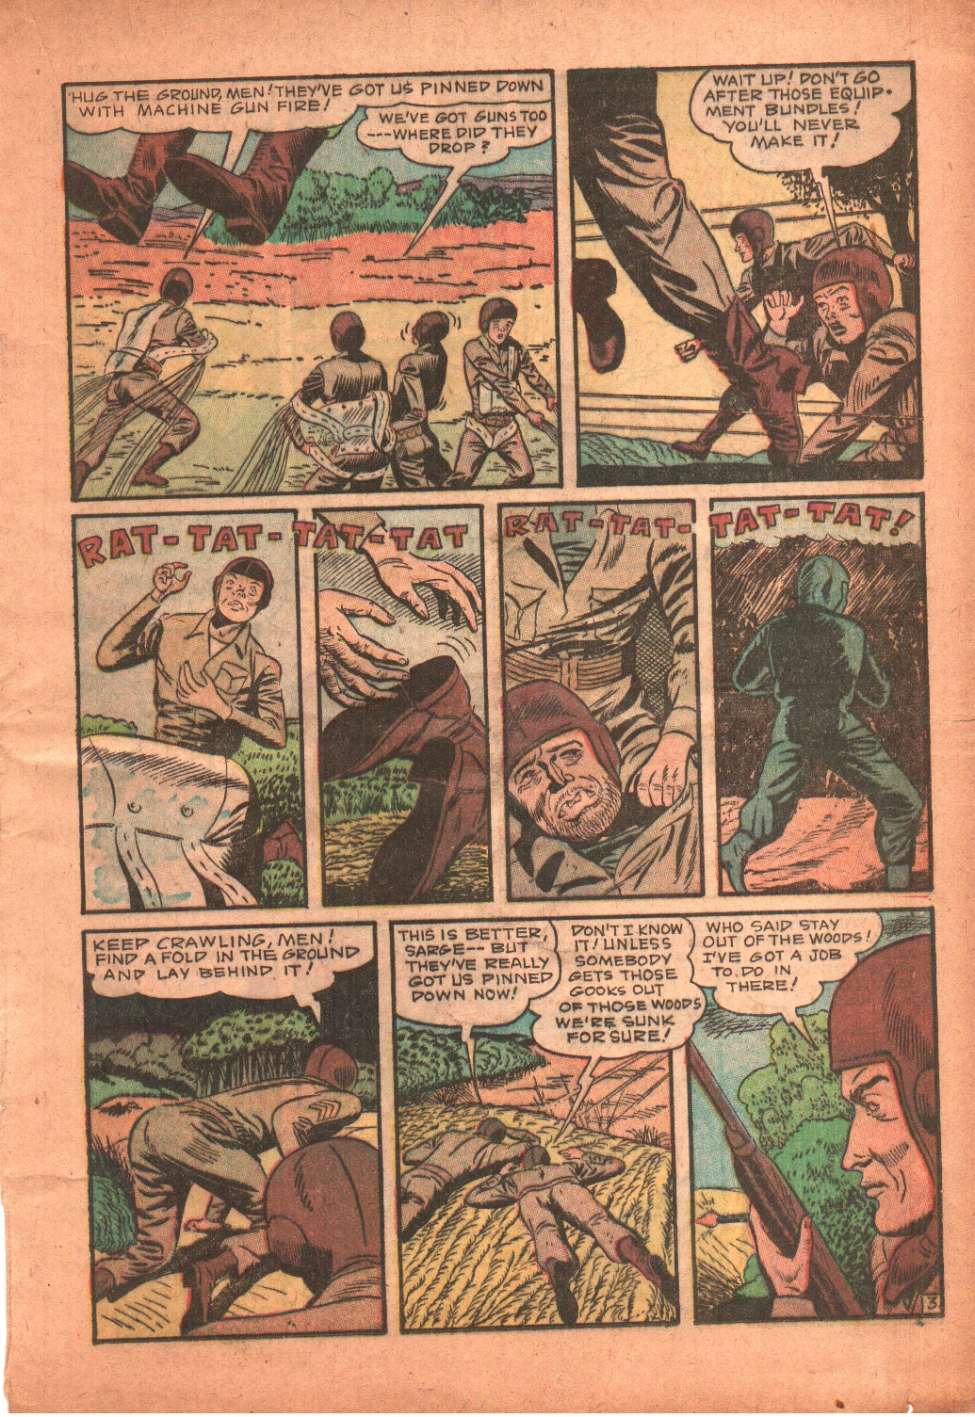 HUG THE GROUND, MEN! THEY'VE GOT US PINNED DOWN
WITH MACHINE GUN FIRE!
WE'VE GOT GUNS TOO
---WHERE DID THEY
DROP?
WAIT UP! DON'T GO
AFTER THOSE EQUIP-
MENT BUNDLES!
YOU'LL NEVER
MAKE IT!
RAT-TAT-TAT-TAT
RAT-TAT-TAT-TAT!
KEEP CRAWLING, MEN!
FIND A FOLD IN THE GROUND
AND LAY BEHIND IT!
THIS IS BETTER,
SARGE-- BUT
THEY'VE REALLY
GOT US PINNED
DOWN NOW!
DON'T I KNOW
IT! UNLESS
SOMEBODY
GETS THOSE
GOOKS OUT
OF THOSE WOODS
WE'RE SUNK
FOR SURE!
WHO SAID STAY
OUT OF THE WOODS!
I'VE GOT A JOB
TO DO IN
THERE!
3